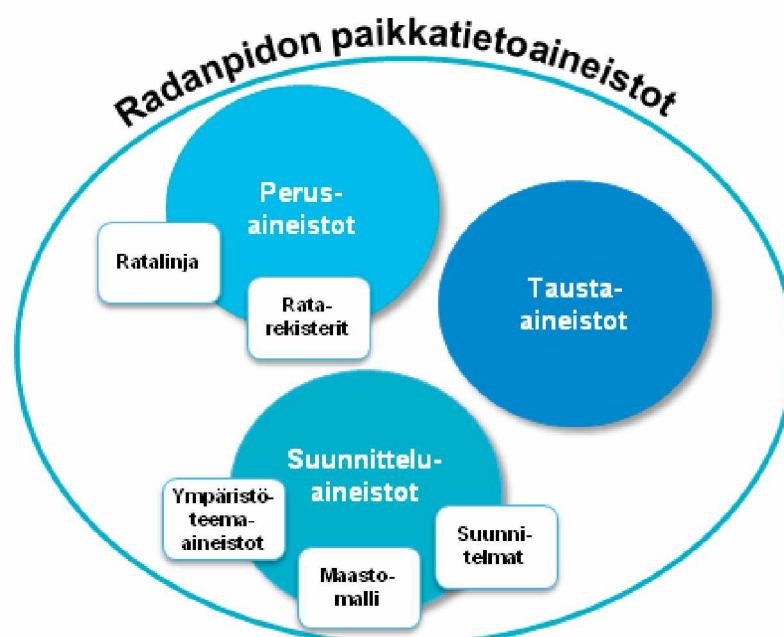 Radanpidon paikkatietoaineistot
Perus-
aineistot
Ratalinja
Rata-
rekisterit
Tausta-
aineistot
Suunnittelu-
aineistot
Ympäristö-
teema-
aineistot
Maasto-
malli
Suunni-
telmat